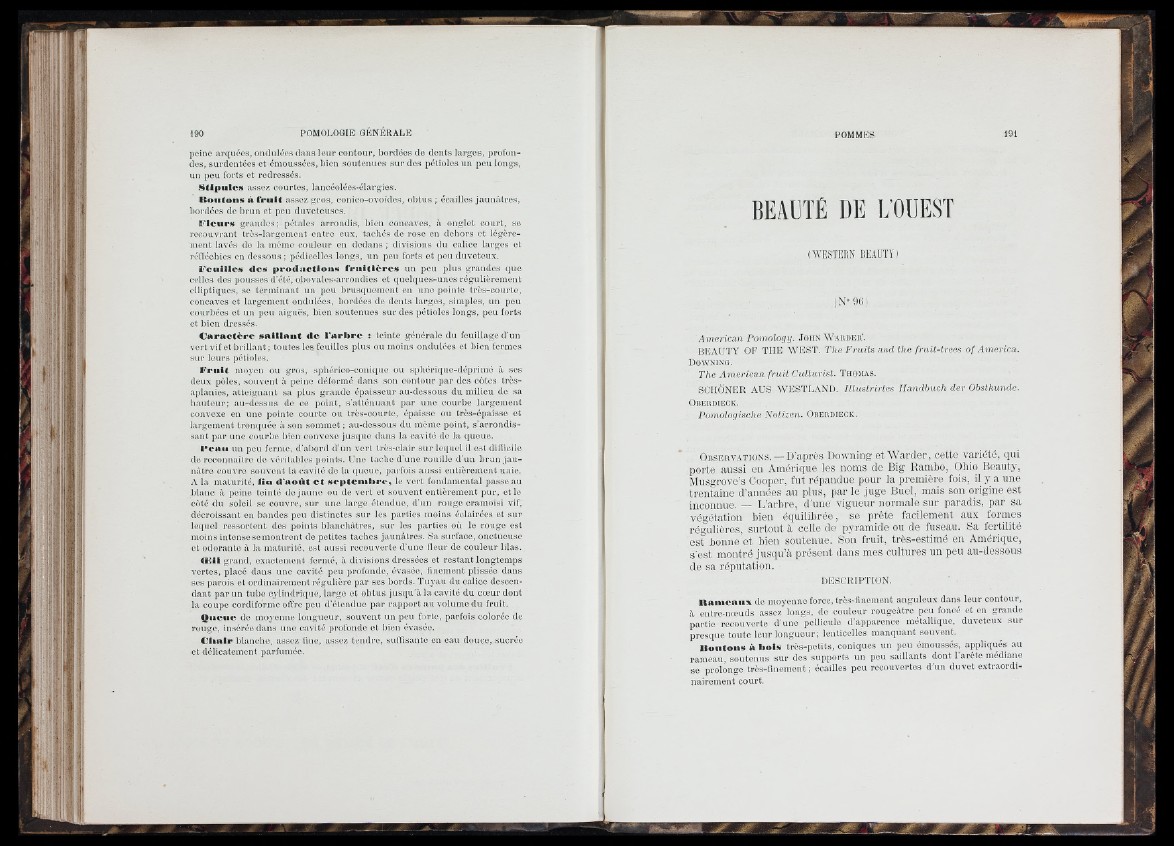 190 POMOLOGIE GÉNÉRALE
peine arquées, ondulées dans leur contour, bordées de dents larges, profon-
des, surdentées et émoussées, bien soutenues sur des pétioles un peu longs,
un peu forts et redressés.
Stipules assez courtes, lancéolées-élargies.
Boutons à fruit assez gros, conico-ovoïdes, obtus ; écailles jaunâtres,
bordées de brun et peu duveteuses.
Fleurs grandes ; pétales arrondis, bien concaves, à onglet court, se
recouvrant très-largement entre eux, tachés de rose en dehors et légère-
ment lavés de la même couleur en dedans ; divisions du calice larges et
réfléchies en dessous ; pédicelles longs, un peu forts et peu duveteux.
Feuilles des productions fruitières un peu plus grandes que
celles des pousses d'été, obovales-arrondies et quelques-unes régulièrement
elliptiques, se terminant un peu brusquement en une pointe très-courte,
concaves et largement ondulées, bordées de dents larges, simples, un peu
courbées et un peu aiguës, bien soutenues sur des pétioles longs, peu forts
et bien dressés.
Caractère saillant de l'arbre : teinte générale du feuillage d'un
vert vif et brillant ; toutes les feuilles plus ou moins ondulées et bien fermes
sur leurs pétioles.
Fruit moyen ou gros, sphérico-conique ou sphérique-déprimé à ses
deux pôles, souvent à peine déformé dans son contour par des côtes très-
aplanies, atteignant sa plus grande épaisseur au-dessous du milieu de sa
hauteur ; au-dessus de ce point, s'atténuant par une courbe largement
convexe en une pointe courte ou très-courte, épaisse ou très-épaisse et
largement tronquée à son sommet ; au-dessous du même point, s'arrondis-
sant par une courbe bien convexe jusque dans la cavité de la queue.
Peau un peu ferme, d'abord d'un vert très-clair sur lequel il est difficile
de reconnaître de véritables points. Une tache d'une rouille d'un brun jau-
nâtre couvre souvent la cavité de la queue, parfois aussi entièrement nuie.
A la maturité, fin d'août et septembre, le vert fondamental passe au
blanc à peine teinté de jaune ou de vert et souvent entièrement pur, et le
côté du soleil se couvre, sur une large étendue, d'un rouge cramoisi vif,
décroissant en bandes peu distinctes sur les parties moins éclairées et sur
lequel ressortent des points blanchâtres, sur les parties où le rouge est
moins intense se montrent de petites taches jaunâtres. Sa surface, onctueuse
et odorante à la maturité, est aussi recouverte d'une fleur de couleur lilas.
Œil grand, exactement fermé, à divisions dressées et restant longtemps
vertes, placé dans une cavité peu profonde, évasée, finement plissée dans
ses parois et ordinairement régulière par ses bords. Tuyau du calice descen-
dant par un tube cylindrique, large et obtus jusqu'à la cavité du cœur dont
la coupe cordiforme offre peu d'étendue par rapport au volume du fruit.
Queue de moyenne longueur, souvent un peu forte, parfois colorée de
rouge, insérée dans une cavité profonde et bien évasée.
Chair blanche, assez fine, assez tendre, suffisante en eau douce, sucrée
et délicatement parfumée.
POMMES. 191
BEAUTÉ DE L'OUEST
(WESTERN BEAUTY)
(N° 96)
American Pomology. JOHN WARDER.
BEAUTY OF THE WEST. The Fruits and the fruit-trees of America.
DOWNING.
The American fruit Culturist. THOMAS.
SCHÖNER AUS WESTLAND. Illustrirtes Handbuch der Obstkunde.
OBERDIECK.
Pomologische Notizen. OBERDIECK.
OBSERVATIONS. — D'après Downing et Warder, cette variété, qui
porte aussi en Amérique les noms de Big Rambo, Ohio Beauty,
Musgrove's Cooper, fut répandue pour la première fois, il y a une
trentaine d'années au plus, par le juge Buel, mais son origine est
inconnue. — L'arbre, d'une vigueur normale sur paradis, par sa
végétation bien équilibrée, se prête facilement aux formes
régulières, surtout à celle de pyramide ou de fuseau. Sa fertilité
est bonne et bien soutenue. Son fruit, très-estimé en Amérique,
s'est montré jusqu'à présent dans mes cultures un peu au-dessous
de sa réputation.
DESCRIPTION.
Rameaux de moyenne force, très-finement anguleux dans leur contour,
à entre-nœuds assez longs, de couleur rougeâtre peu foncé et en grande
partie recouverte d'une pellicule d'apparence métallique, duveteux sur
presque toute leur longueur ; lenticelles manquant souvent.
Boutons à bois très-petits, coniques un peu émoussés, appliqués au
rameau, soutenus sur des supports un peu saillants dont l'arête médiane
se prolonge très-finement ; écailles peu recouvertes d'un duvet extraordi-
nairement court.